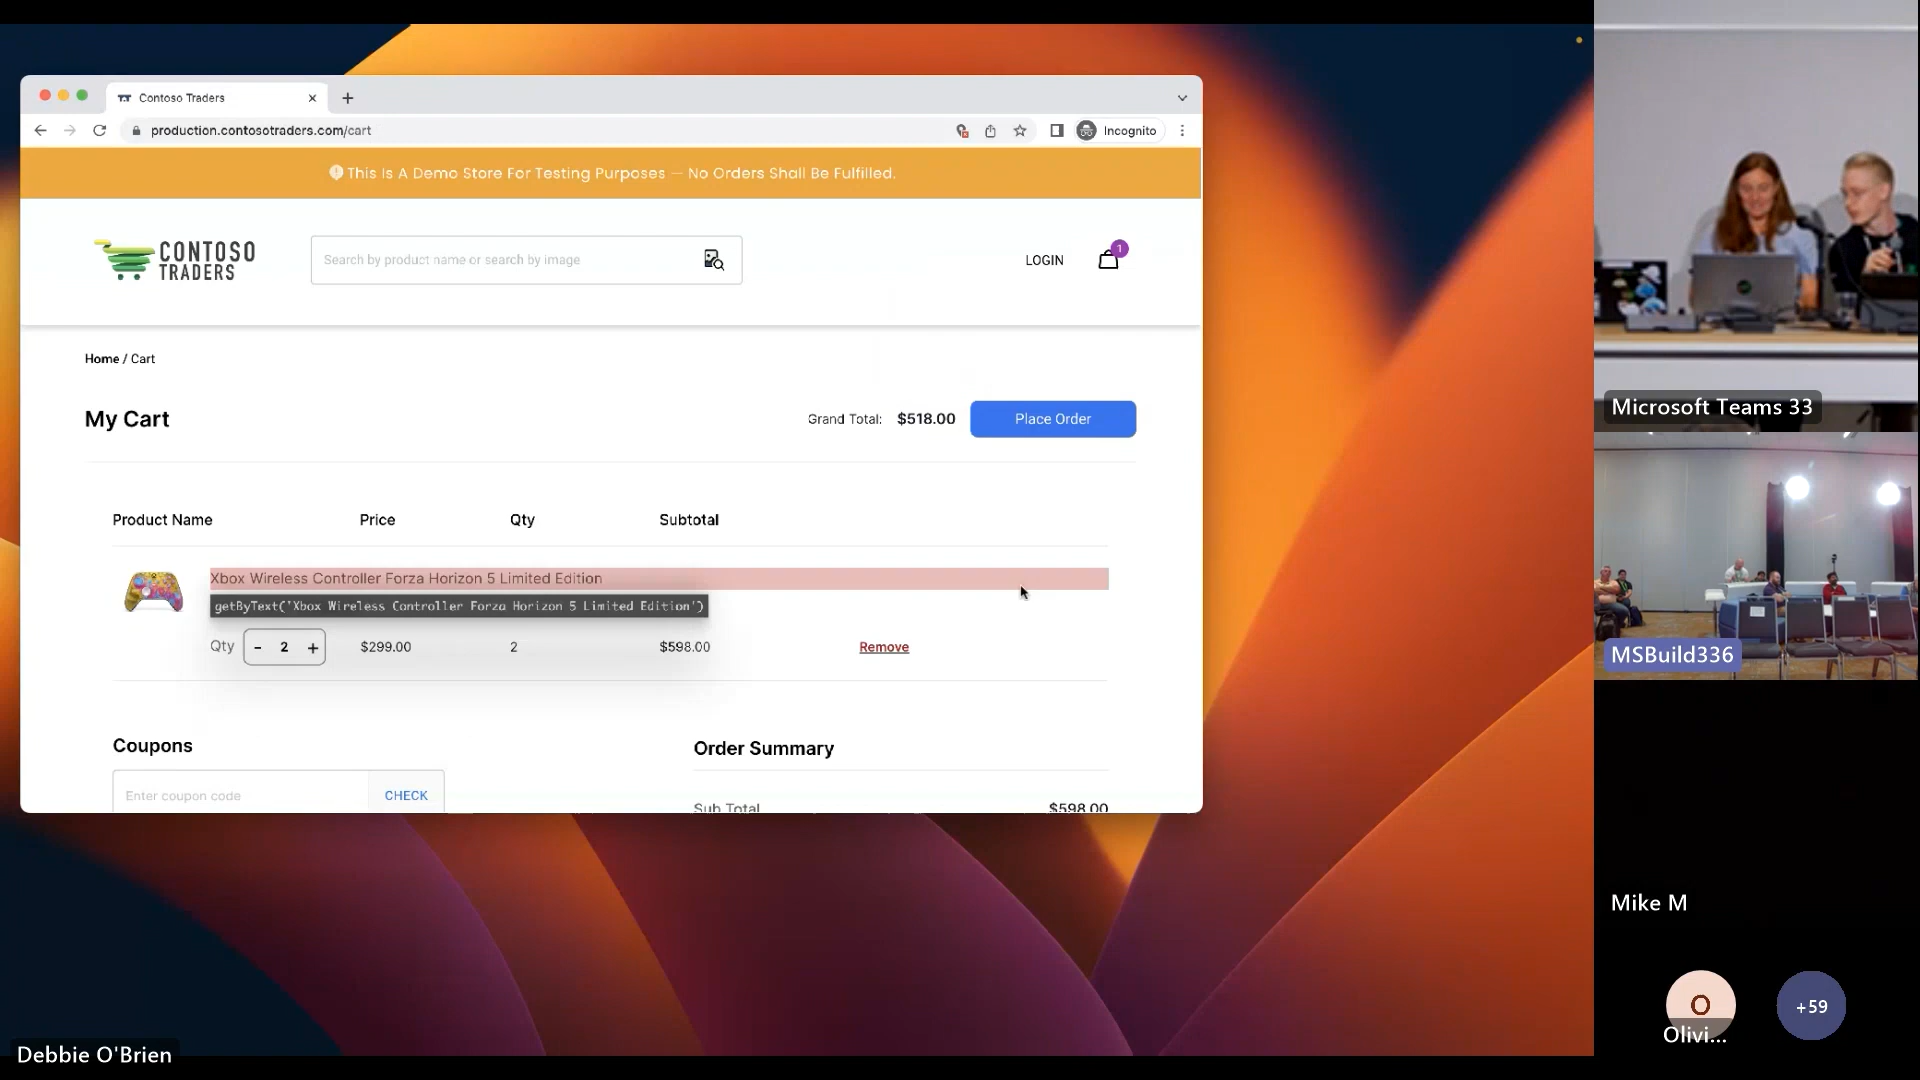 Contoso Traders
production.contosotraders.com/cart
Incognito
This Is A Demo Store For Testing Purposes — No Orders Shall Be Fulfilled.
CONTOSO
TRADERS
Search by product name or search by image
LOGIN
1
Home / Cart
My Cart
Grand Total: $518.00
Place Order
Product Name Price Qty Subtotal
Xbox Wireless Controller Forza Horizon 5 Limited Edition
getByText('Xbox Wireless Controller Forza Horizon 5 Limited Edition')
Qty - 2 + $299.00 2 $598.00 Remove
Coupons
Order Summary
Enter coupon code CHECK
Sub Total $598.00
Debbie O'Brien
Microsoft Teams 33
MSBuild336
Mike M
O
Olivi...
+59